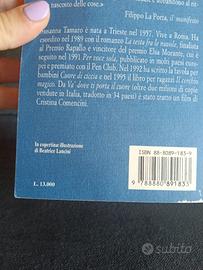 nascosto delle cose.»
Filippo La Porta, il manifesto
Susanna Tamaro è nata a Trieste nel 1957. Vive a Roma. Ha
esordito nel 1989 con il romanzo La testa fra le nuvole, finalista
al Premio Rapallo e vincitore del premio Elsa Morante, cui è
seguito nel 1991 Per voce sola, pubblicato in molti paesi euro-
pei e premiato con il Pen Club. Nel 1992 ha scritto la favola per
bambini Cuore di ciccia e nel 1995 il libro per ragazzi Il cerchio
magico. Da Va' dove ti porta il cuore (oltre due milioni di copie
vendute in Italia, tradotto in 34 paesi) è stato tratto un film di
Cristina Comencini.
In copertina: illustrazione
di Beatrice Lancini
L. 13.000
ISBN 88-8089-183-9
9 788880 891833
subito